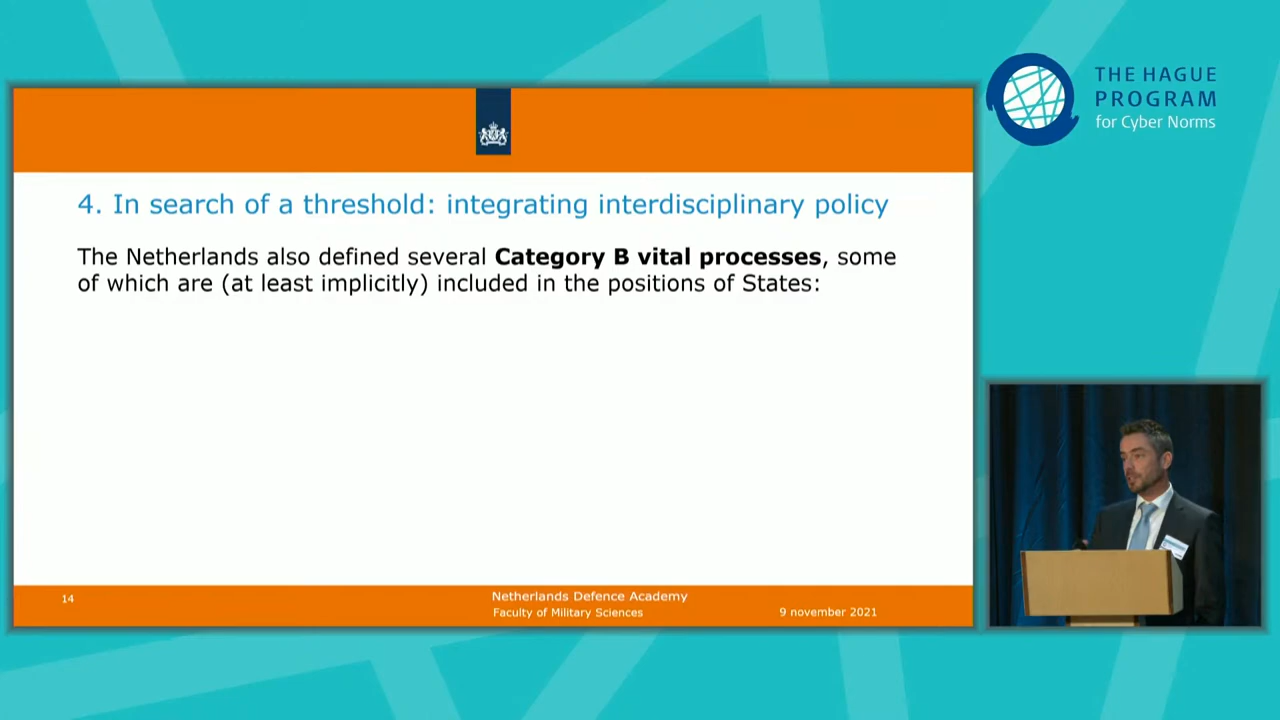 THE HAGUE
PROGRAM
for Cyber Norms
4. In search of a threshold: integrating interdisciplinary policy
The Netherlands also defined several Category B vital processes, some
of which are (at least implicitly) included in the positions of States:
14
Netherlands Defence Academy
Faculty of Military Sciences
9 november 2021